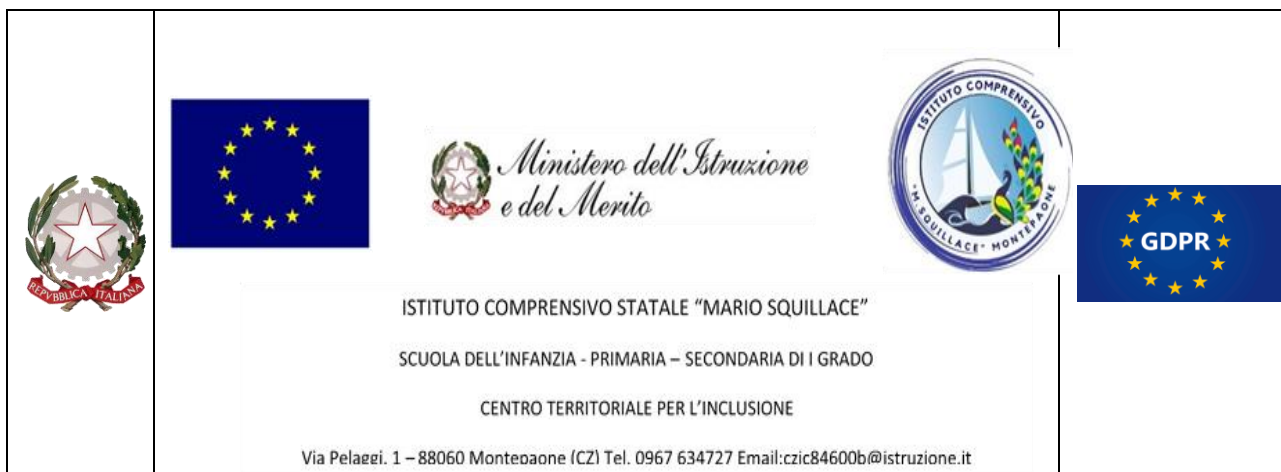 REPVBBLICA ITALIANA
Ministero dell'Istruzione
e del Merito
ISTITUTO COMPRENSIVO
"M. SQUILLACE" MONTEPAONE
GDPR
ISTITUTO COMPRENSIVO STATALE “MARIO SQUILLACE”
SCUOLA DELL’INFANZIA - PRIMARIA – SECONDARIA DI I GRADO
CENTRO TERRITORIALE PER L’INCLUSIONE
Via Pelaggi, 1 – 88060 Montepaone (CZ) Tel. 0967 634727 Email:czic84600b@istruzione.it